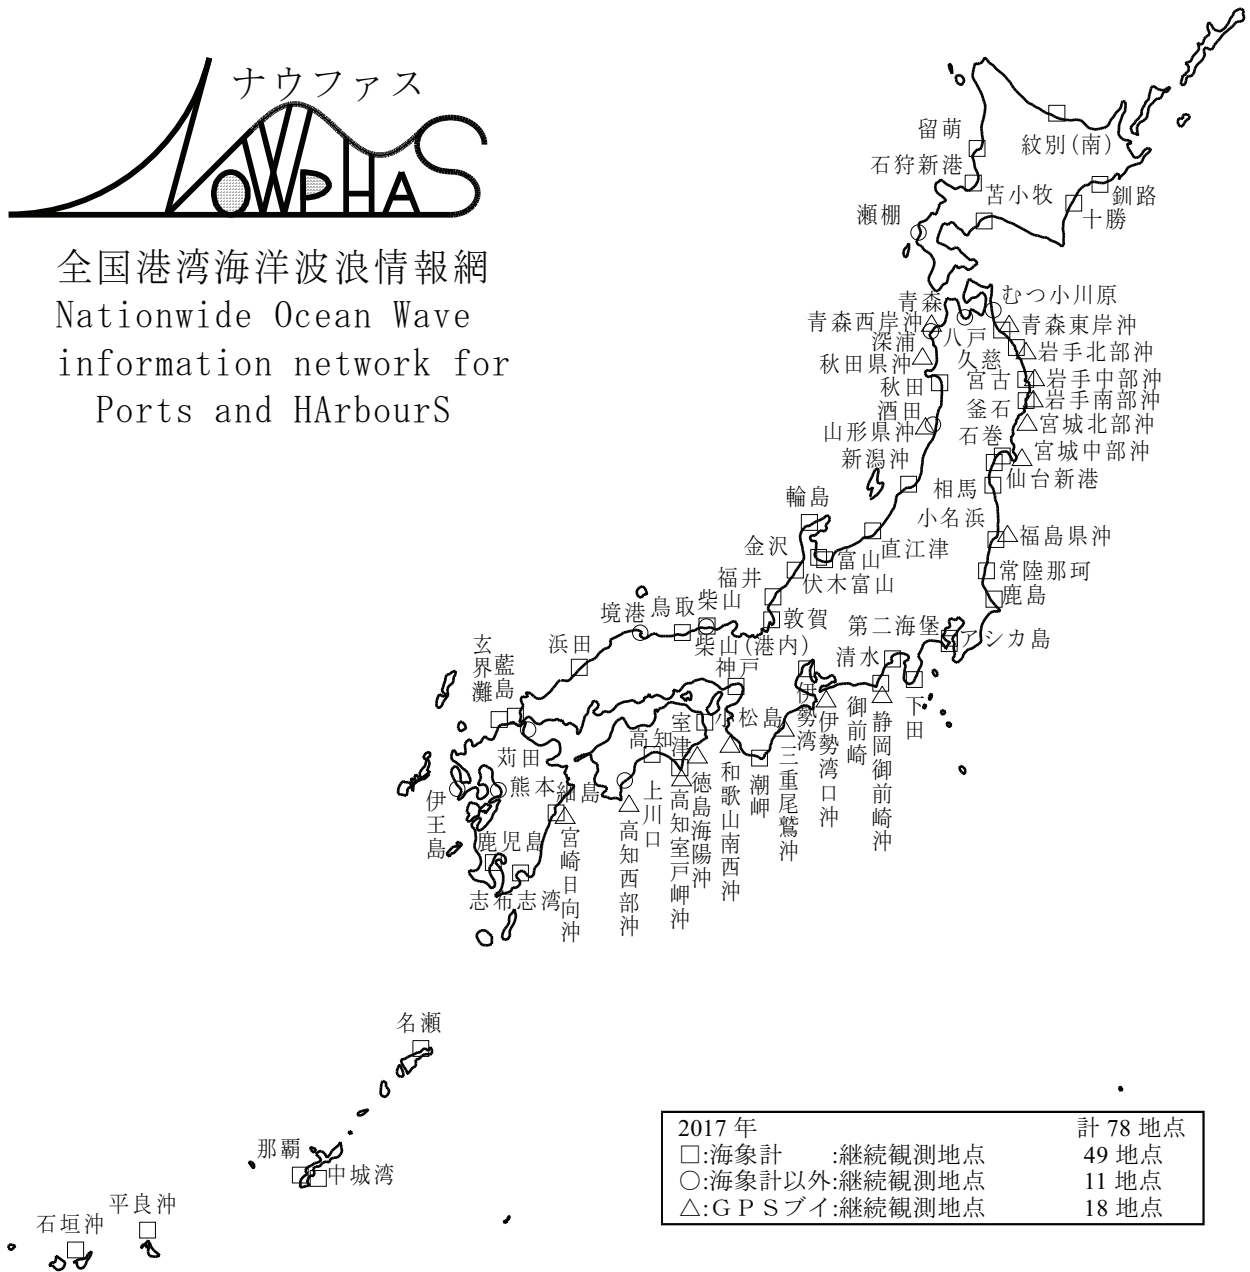 ナウファス
NOWPHAS
全国港湾海洋波浪情報網
Nationwide Ocean Wave
information network for
Ports and HArbourS
留萌
紋別(南)
石狩新港
苫小牧
釧路
十勝
瀬棚
青森
むつ小川原
青森西岸沖
青森東岸沖
深浦
八戸
秋田県沖
久慈
岩手北部沖
秋田
宮古
岩手中部沖
酒田
釜石
岩手南部沖
山形県沖
石巻
宮城北部沖
新潟沖
宮城中部沖
仙台新港
輪島
相馬
小名浜
金沢
直江津
福島県沖
富山
伏木富山
常陸那珂
福井
鹿島
境港
鳥取
柴山
敦賀
第二海堡
アシカ島
柴山(港内)
浜田
玄界灘
藍島
神戸
清水
伊勢湾
伊勢湾口沖
御前崎
静岡御前崎沖
下田
室津
小松島
高知
三重尾鷲沖
苅田
熊本
細島
伊王島
上川口
徳島海陽沖
和歌山南西沖
潮岬
高知室戸岬沖
高知西部沖
宮崎日向沖
鹿児島
志布志湾
名瀬
那覇
中城湾
平良沖
石垣沖
2017 年 計 78 地点
□:海象計 :継続観測地点 49 地点
○:海象計以外:継続観測地点 11 地点
△:ＧＰＳブイ:継続観測地点 18 地点